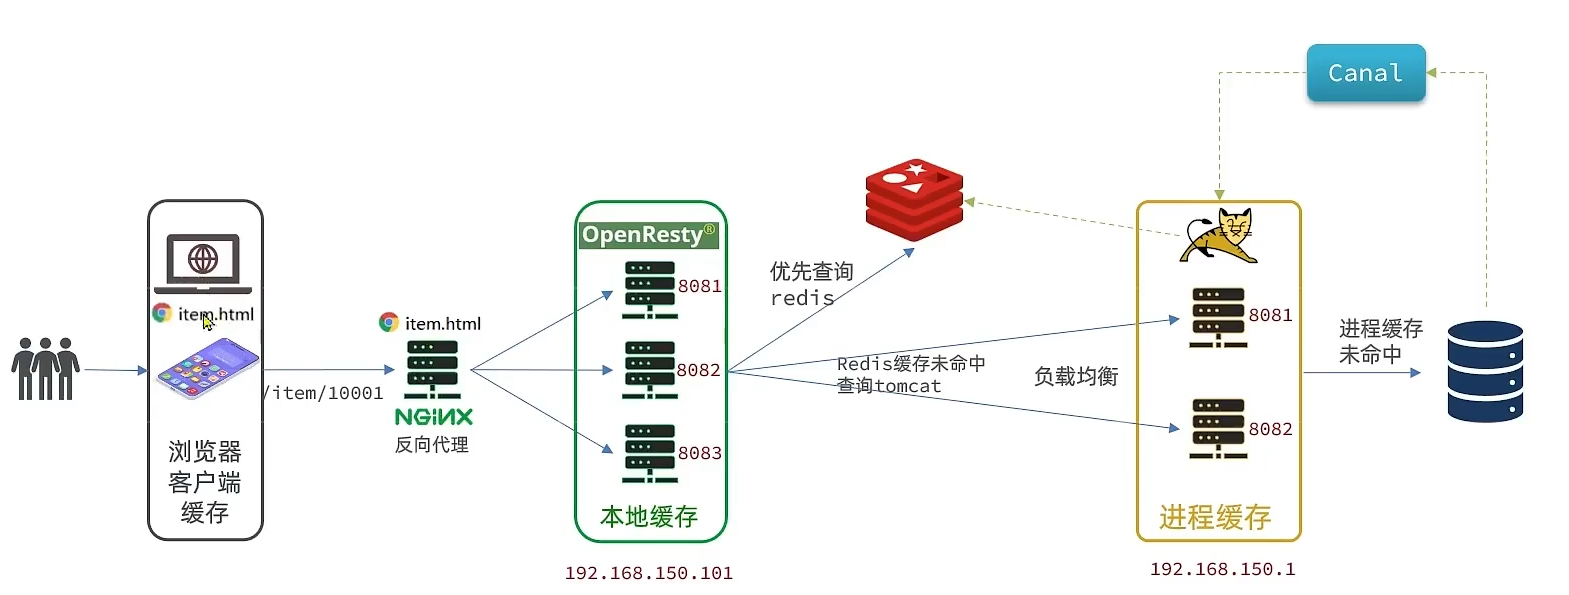 Canal
OpenResty®
8081
8082
8083
本地缓存
192.168.150.101
item.html
浏览器
客户端
缓存
/item/10001
item.html
NGINX
反向代理
优先查询
redis
Redis缓存未命中
查询tomcat
负载均衡
8081
8082
进程缓存
192.168.150.1
进程缓存
未命中